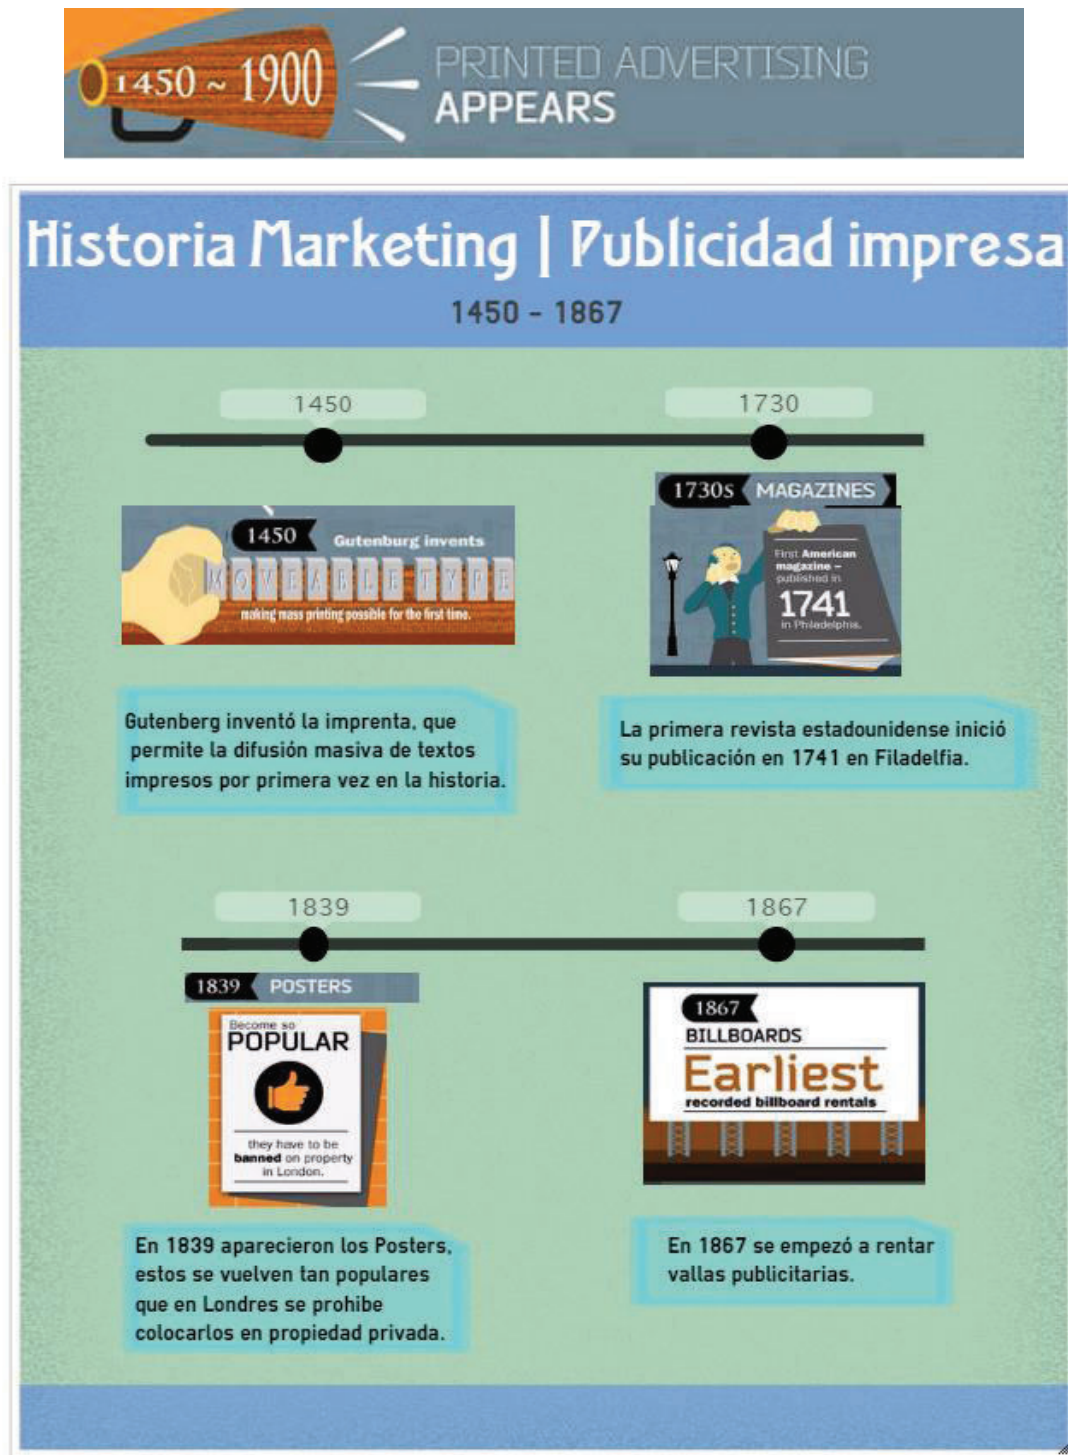 1450 ~ 1900
PRINTED ADVERTISING
APPEARS
Historia Marketing | Publicidad impresa
1450 - 1867
1450
1730
1450
Gutenburg invents
MOVEABLE TYPE
making mass printing possible for the first time.
1730S MAGAZINES
First American
magazine –
published in
1741
in Philadelphia.
Gutenberg inventó la imprenta, que
permite la difusión masiva de textos
impresos por primera vez en la historia.
La primera revista estadounidense inició
su publicación en 1741 en Filadelfia.
1839
1867
1839 POSTERS
Become so
POPULAR
they have to be
banned on property
in London.
1867
BILLBOARDS
Earliest
recorded billboard rentals
En 1839 aparecieron los Posters,
estos se vuelven tan populares
que en Londres se prohibe
colocarlos en propiedad privada.
En 1867 se empezó a rentar
vallas publicitarias.